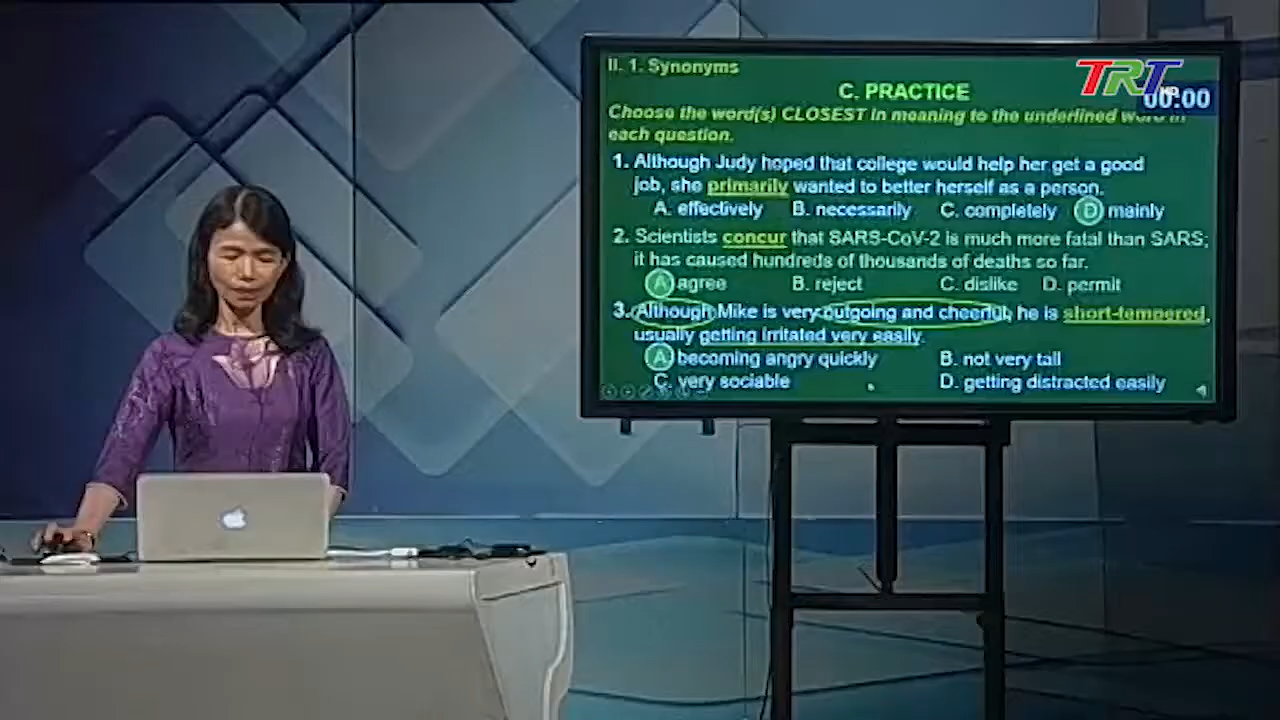 II. 1. Synonyms
TRT HD
00:00
C. PRACTICE
Choose the word(s) CLOSEST in meaning to the underlined word in
each question.
1. Although Judy hoped that college would help her get a good
job, she primarily wanted to better herself as a person.
A. effectively B. necessarily C. completely D mainly
2. Scientists concur that SARS-CoV-2 is much more fatal than SARS;
it has caused hundreds of thousands of deaths so far.
A agree B. reject C. dislike D. permit
3. Although Mike is very outgoing and cheerful, he is short-tempered,
usually getting irritated very easily.
A becoming angry quickly B. not very tall
C. very sociable D. getting distracted easily